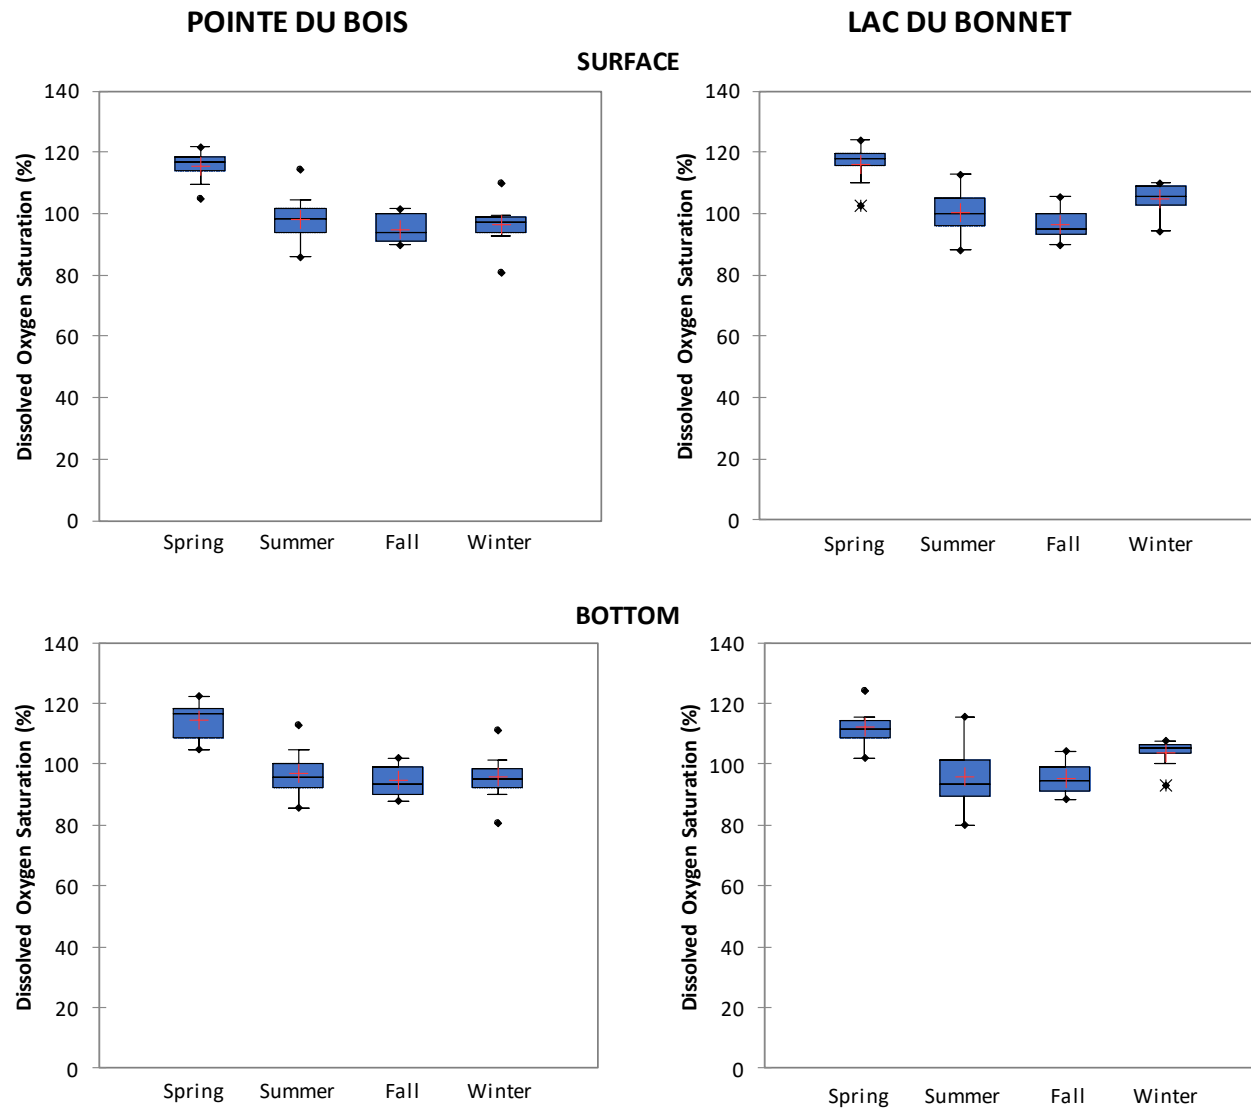 POINTE DU BOIS
LAC DU BONNET
SURFACE
Dissolved Oxygen Saturation (%)
140
120
100
80
60
40
20
0
Spring Summer Fall Winter
Dissolved Oxygen Saturation (%)
140
120
100
80
60
40
20
0
Spring Summer Fall Winter
BOTTOM
Dissolved Oxygen Saturation (%)
140
120
100
80
60
40
20
0
Spring Summer Fall Winter
Dissolved Oxygen Saturation (%)
140
120
100
80
60
40
20
0
Spring Summer Fall Winter